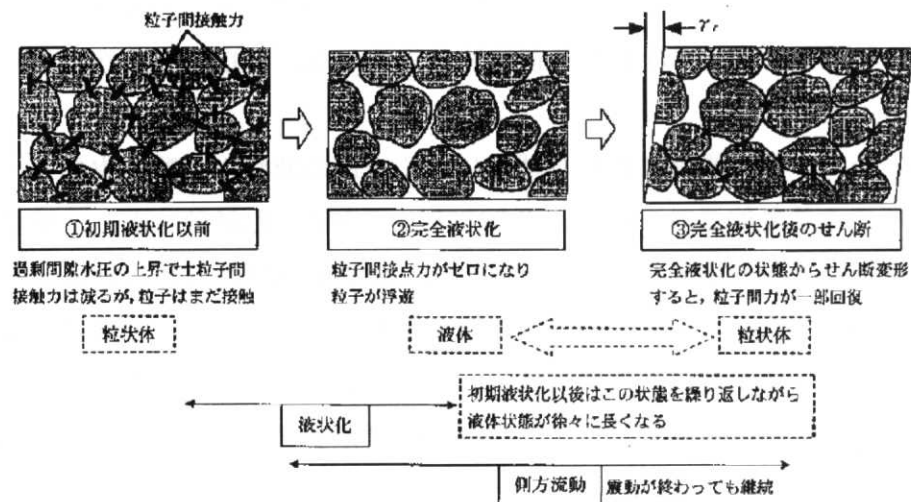 粒子間接触力
γr
①初期液状化以前
②完全液状化
③完全液状化後のせん断
過剰間隙水圧の上昇で土粒子間
接触力は減るが, 粒子はまだ接触
粒子間接点力がゼロになり
粒子が浮遊
完全液状化の状態からせん断変形
すると, 粒子間力が一部回復
粒状体
液体
粒状体
初期液状化以後はこの状態を繰り返しながら
液体状態が徐々に長くなる
液状化
側方流動
震動が終わっても継続